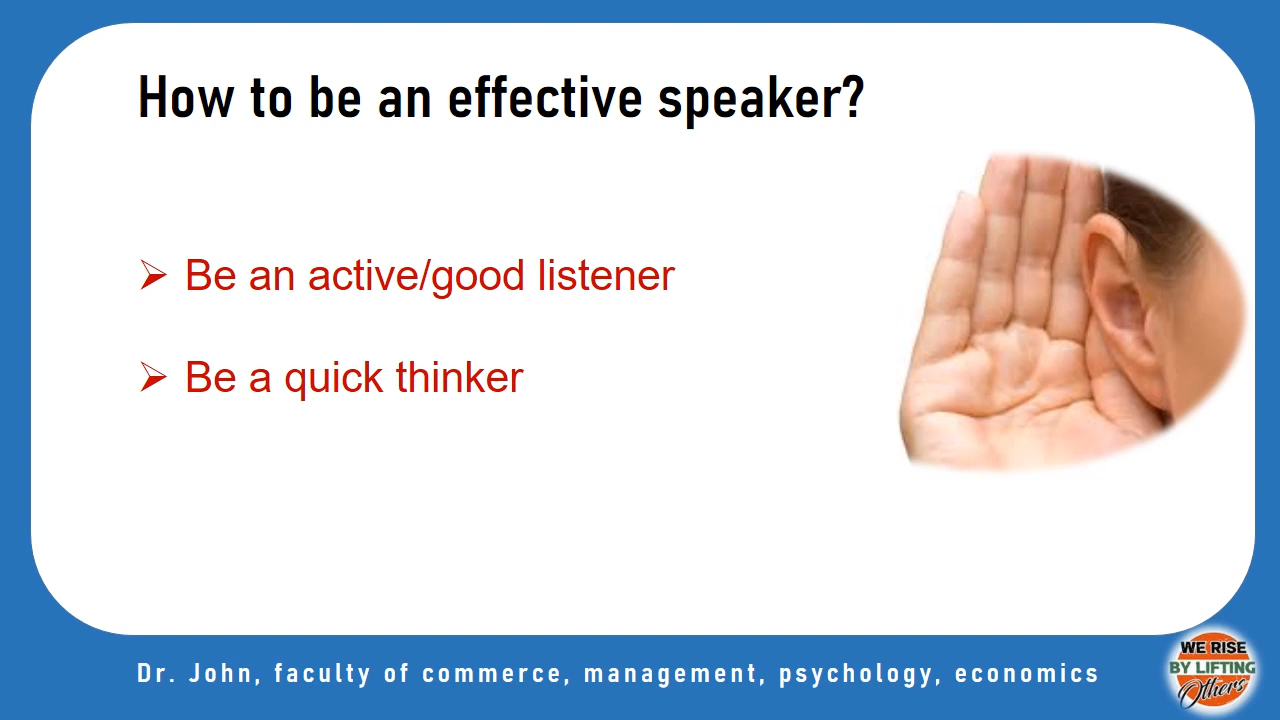 How to be an effective speaker?
Be an active/good listener
Be a quick thinker
Dr. John, faculty of commerce, management, psychology, economics
WE RISE
BY LIFTING
Others